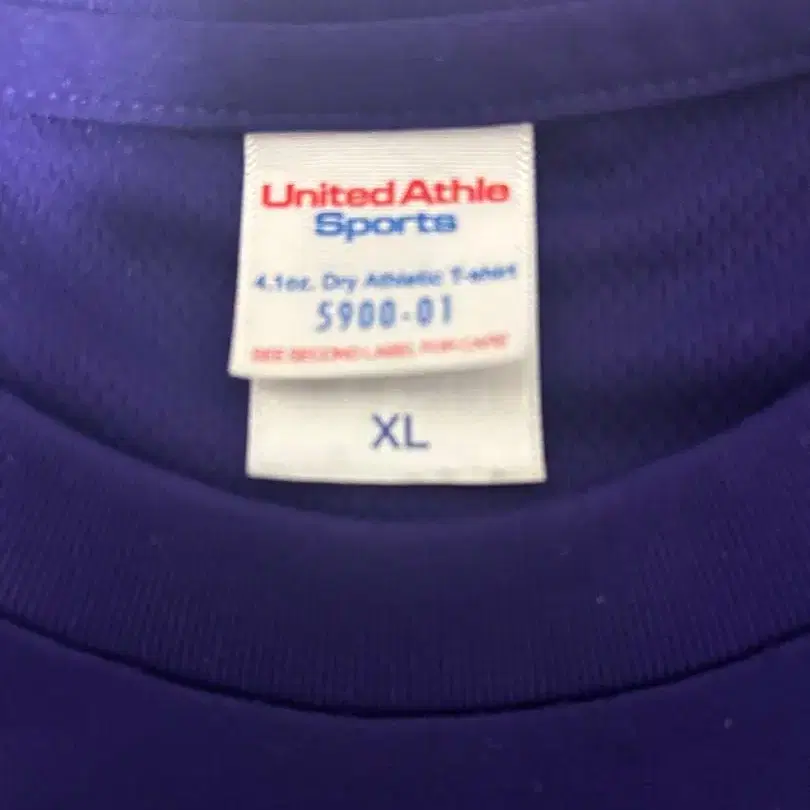 United Athle
Sports
4.1oz. Dry Athletic T-shirt
5900-01
SEE SECOND LABEL FOR CARE
XL